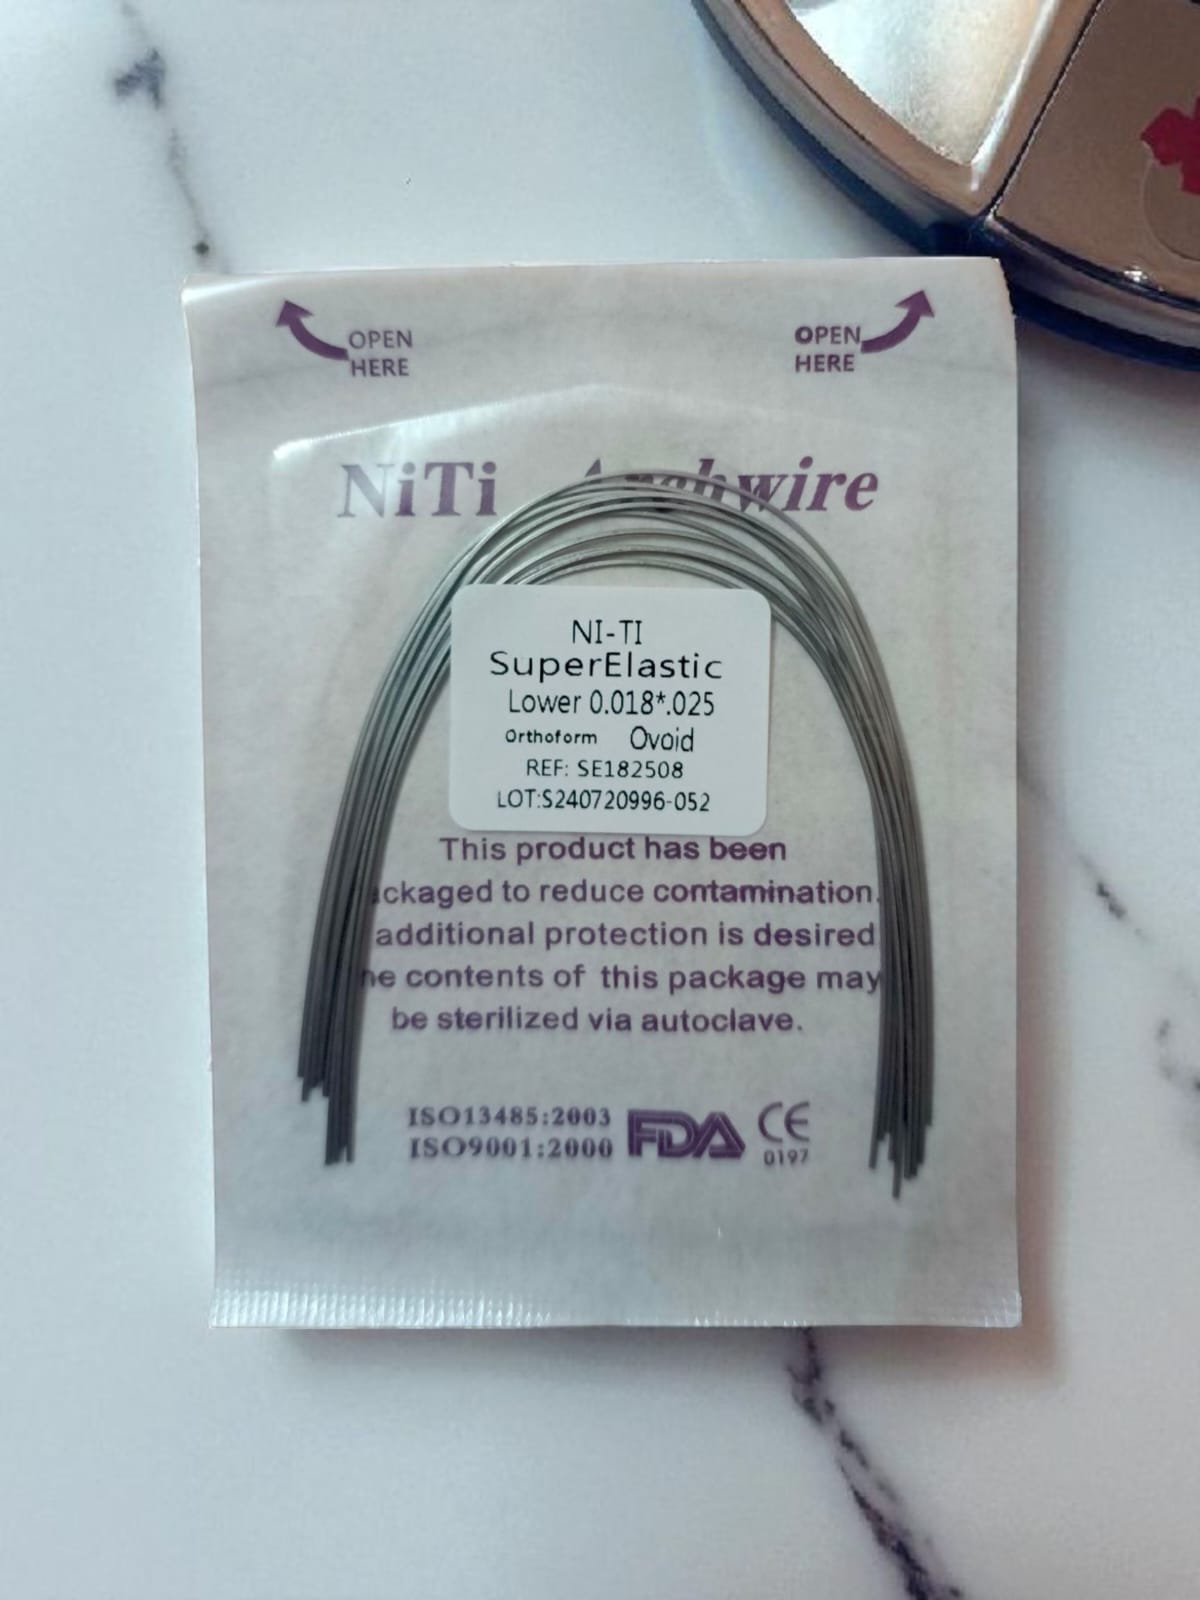 OPEN
HERE
OPEN
HERE
NiTi Archwire
NI-TI
SuperElastic
Lower 0.018*.025
Orthoform Ovoid
REF: SE182508
LOT:S240720996-052
This product has been
ckaged to reduce contamination.
additional protection is desired
he contents of this package may
be sterilized via autoclave.
ISO13485:2003
ISO9001:2000
FDA
CE
0197